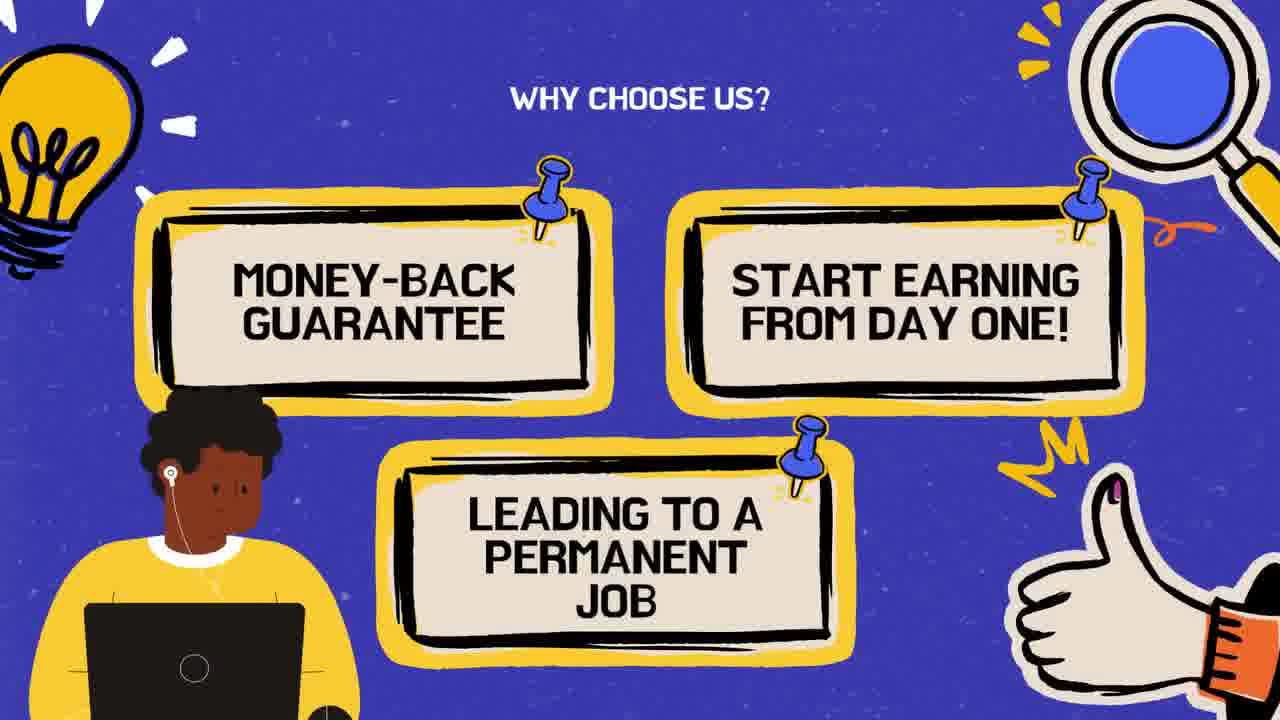 WHY CHOOSE US?
MONEY-BACK
GUARANTEE
START EARNING
FROM DAY ONE!
LEADING TO A
PERMANENT
JOB